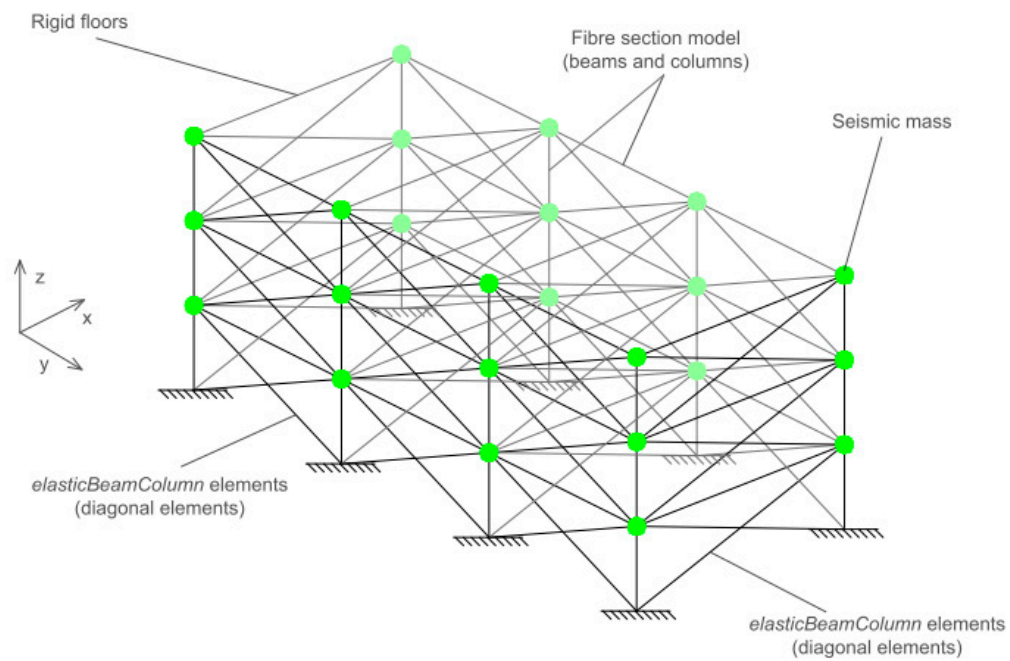 Rigid floors
Fibre section model
(beams and columns)
Seismic mass
z
x
y
elasticBeamColumn elements
(diagonal elements)
elasticBeamColumn elements
(diagonal elements)